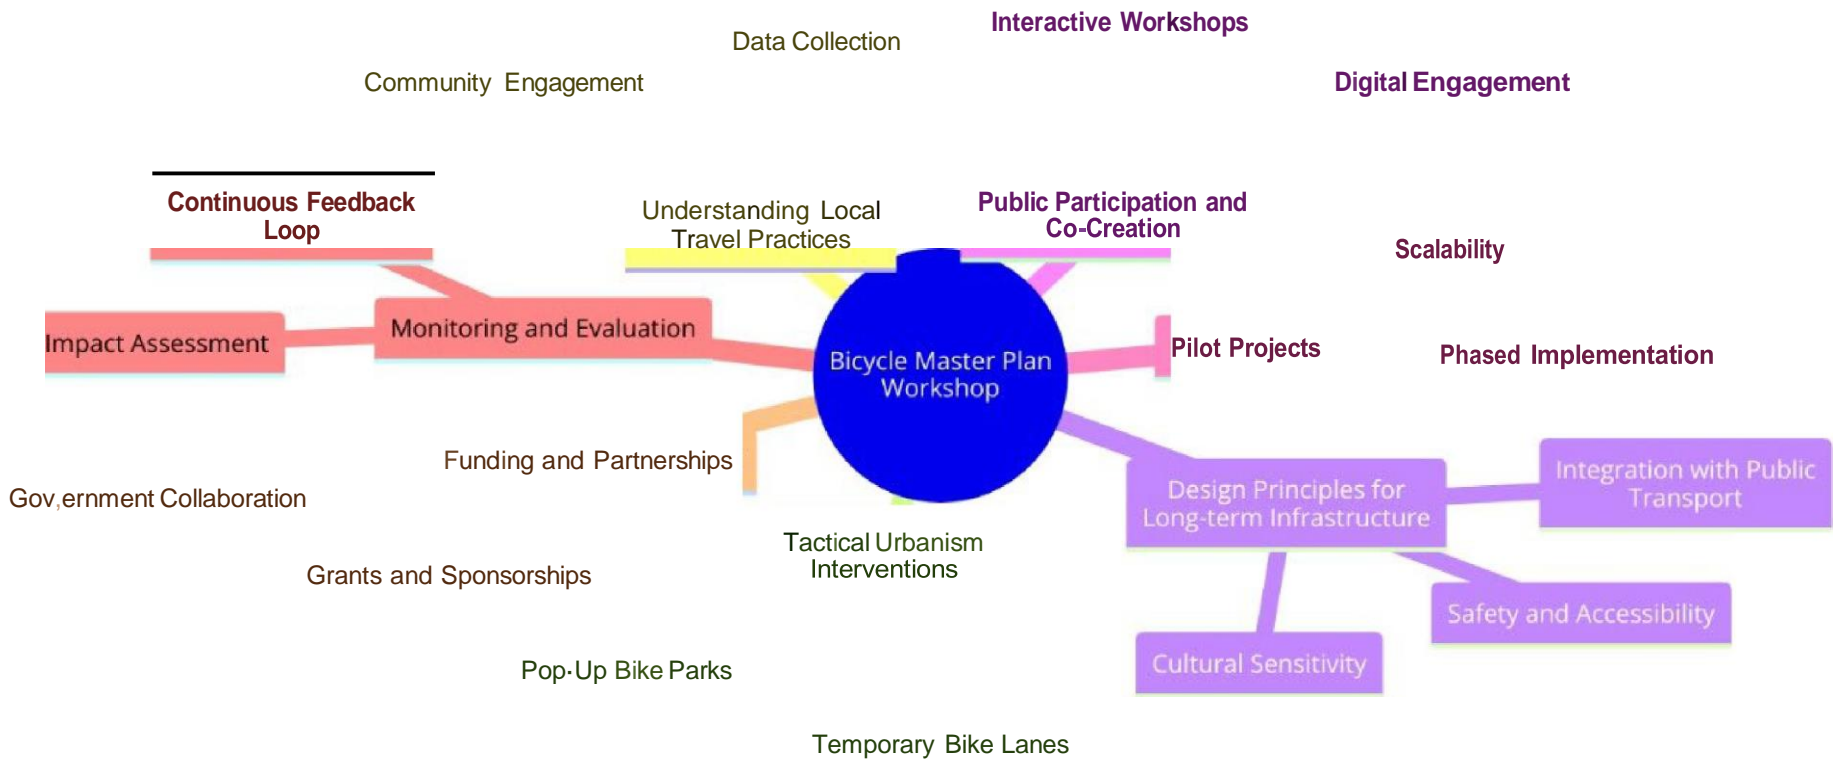 Interactive Workshops
Data Collection
Community Engagement
Digital Engagement
Continuous Feedback
Loop
Understanding Local
Travel Practices
Public Participation and
Co-Creation
Scalability
Impact Assessment
Monitoring and Evaluation
Bicycle Master Plan
Workshop
Pilot Projects
Phased Implementation
Funding and Partnerships
Gov,ernment Collaboration
Grants and Sponsorships
Tactical Urbanism
Interventions
Design Principles for
Long-term Infrastructure
Integration with Public
Transport
Safety and Accessibility
Cultural Sensitivity
Pop·Up Bike Parks
Temporary Bike Lanes